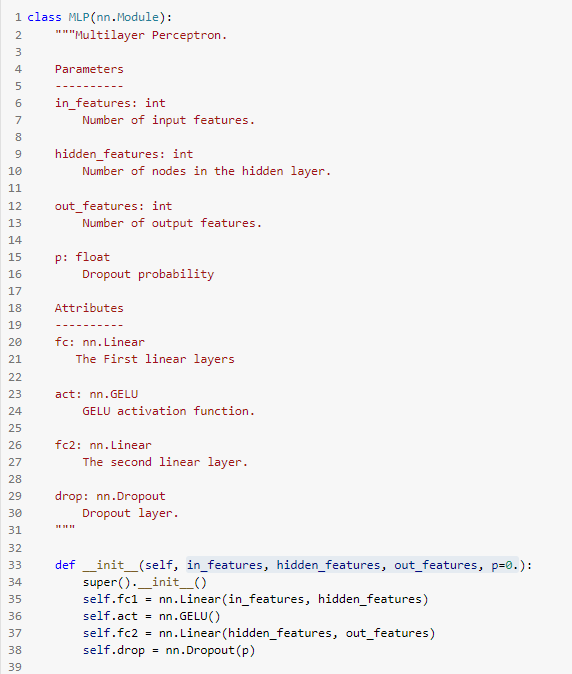 1 class MLP(nn.Module):
2     """Multilayer Perceptron.
3
4     Parameters
5     ----------
6     in_features: int
7         Number of input features.
8
9     hidden_features: int
10         Number of nodes in the hidden layer.
11
12     out_features: int
13         Number of output features.
14
15     p: float
16         Dropout probability
17
18     Attributes
19     ----------
20     fc: nn.Linear
21        The First linear layers
22
23     act: nn.GELU
24         GELU activation function.
25
26     fc2: nn.Linear
27         The second linear layer.
28
29     drop: nn.Dropout
30         Dropout layer.
31     """
32
33     def __init__(self, in_features, hidden_features, out_features, p=0.):
34         super().__init__()
35         self.fc1 = nn.Linear(in_features, hidden_features)
36         self.act = nn.GELU()
37         self.fc2 = nn.Linear(hidden_features, out_features)
38         self.drop = nn.Dropout(p)
39